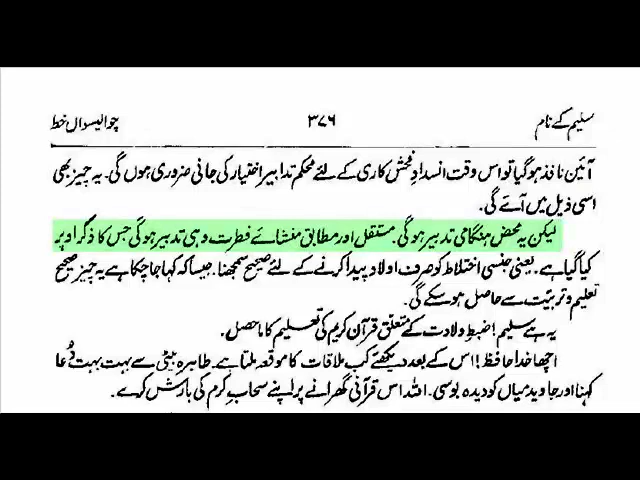 سلیم کے نام ۳۷۶ چوالیسواں خط
آئین نافذ ہو گیا تو اس وقت انسدادِ فحش کاری کے لئے محکم تدابیر اختیار کی جانی ضروری ہوں گی۔ یہ چیز بھی
اسی ذیل میں آئے گی۔
لیکن یہ محض ہنگامی تدبیر ہو گی۔ مستقل اور مطابق منشائے فطرت وہی تدبیر ہو گی جس کا ذکر اوپر
کیا گیا ہے۔ یعنی جنسی اختلاط کو صرف اولاد پیدا کرنے کے لئے صحیح سمجھنا۔ جیسا کہ کہا جا چکا ہے یہ چیز صحیح
تعلیم و تربیت سے حاصل ہو سکے گی۔
یہ ہے سلیم! ضبطِ ولادت کے متعلق قرآن کریم کی تعلیم کا ماحصل۔
اچھا خدا حافظ! اس کے بعد دیکھئے کب ملاقات کا موقعہ ملتا ہے۔ طاہرہ بیٹی سے بہت بہت دُعا
کہنا اور جاوید میاں کو دیدہ بوسی۔ اللہ اس قرآنی گھرانے پر اپنے سحابِ کرم کی بارش کرے۔